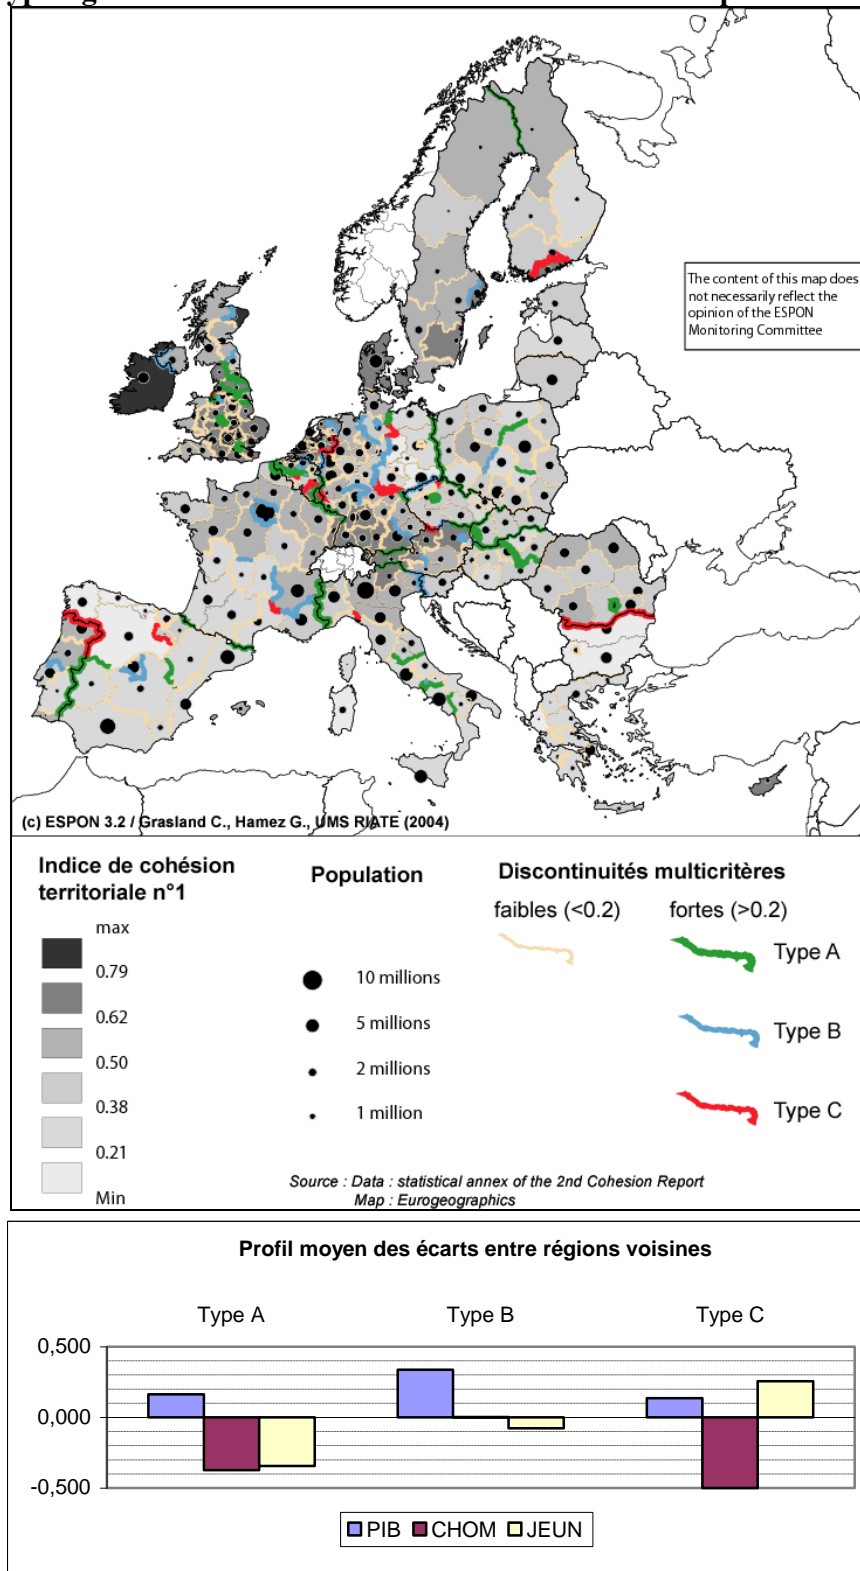 The content of this map does
not necessarily reflect the
opinion of the ESPON
Monitoring Committee
(c) ESPON 3.2 / Grasland C., Hamez G., UMS RIATE (2004)
Indice de cohésion
territoriale n°1
max
0.79
0.62
0.50
0.38
0.21
Min
Population
10 millions
5 millions
2 millions
1 million
Discontinuités multicritères
faibles (<0.2)
fortes (>0.2)
Type A
Type B
Type C
Source : Data : statistical annex of the 2nd Cohesion Report
Map : Eurogeographics
Profil moyen des écarts entre régions voisines
Type A
Type B
Type C
0,500
0,000
-0,500
PIB
CHOM
JEUN